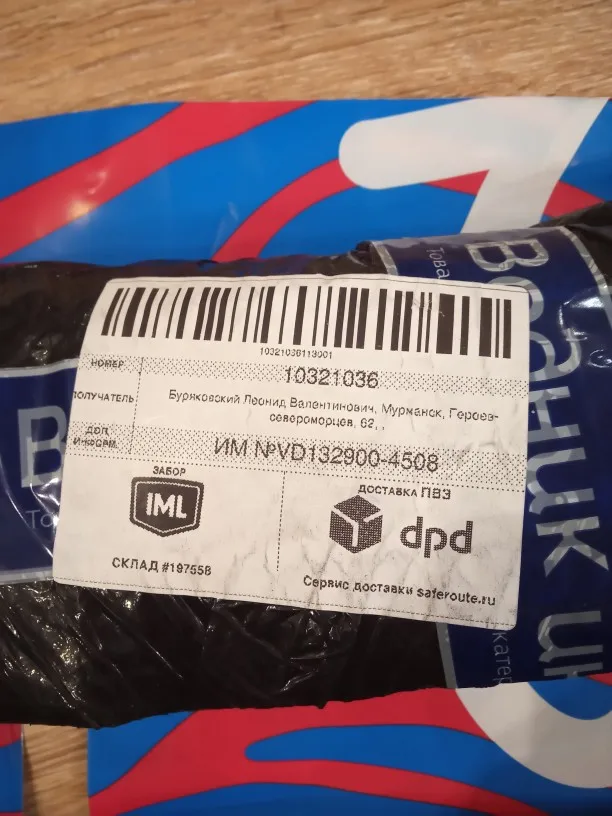 10321036113001
НОМЕР
10321036
ПОЛУЧАТЕЛЬ
Буряковский Леонид Валентинович, Мурманск, Героев-
североморцев, 62, ,
ДОП.
ИНФОРМ.
ИМ №VD132900-4508
ЗАБОР
IML
СКЛАД #197558
ДОСТАВКА ПВЗ
dpd
Сервис доставки saferoute.ru